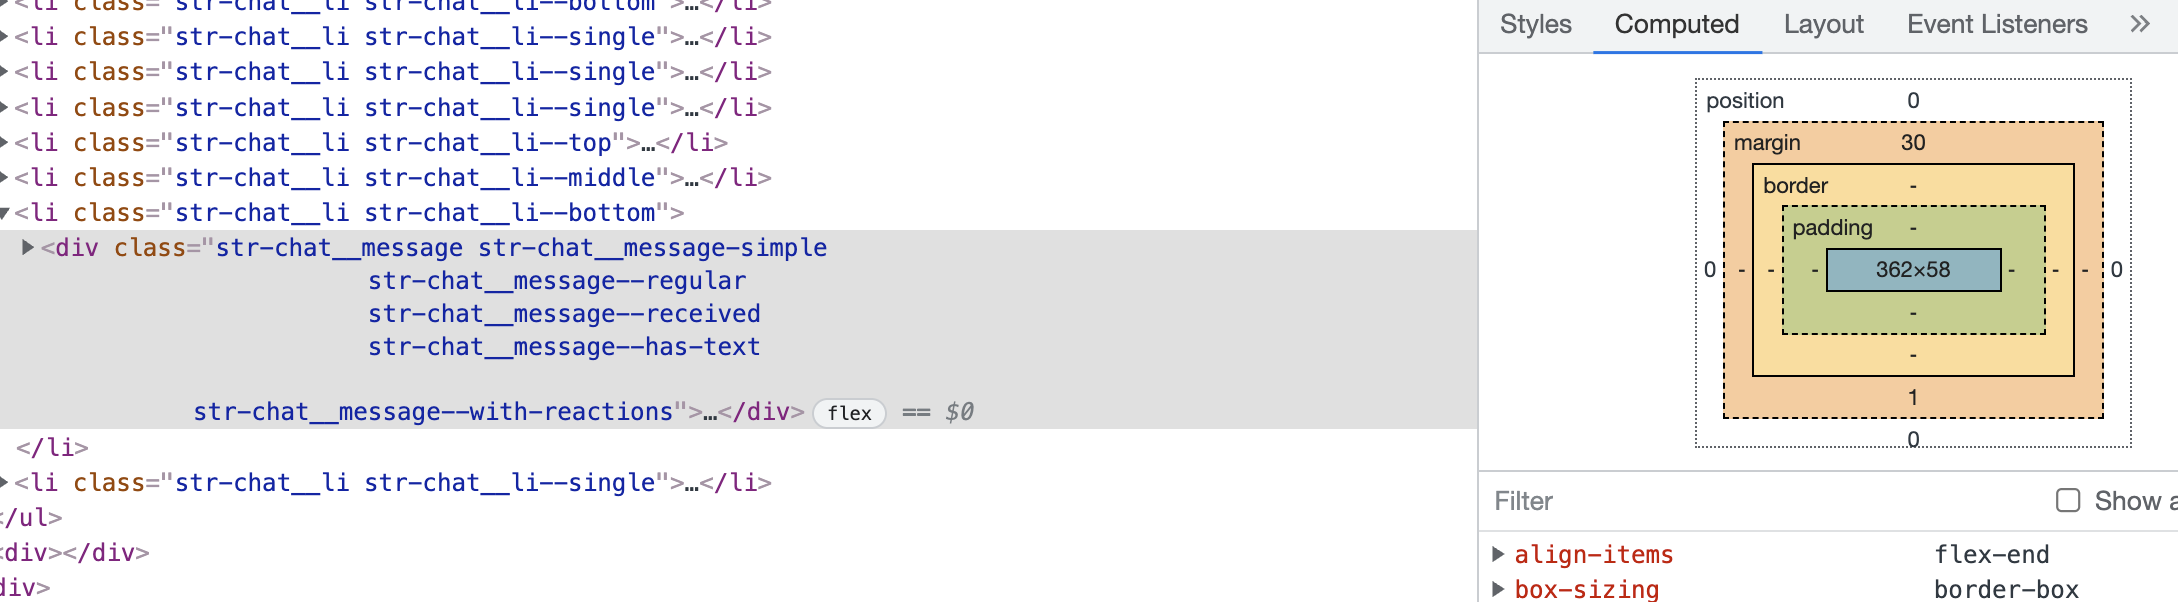 <li class="str-chat__li str-chat__li--bottom">…</li>
<li class="str-chat__li str-chat__li--single">…</li>
<li class="str-chat__li str-chat__li--single">…</li>
<li class="str-chat__li str-chat__li--single">…</li>
<li class="str-chat__li str-chat__li--top">…</li>
<li class="str-chat__li str-chat__li--middle">…</li>
<li class="str-chat__li str-chat__li--bottom">
<div class="str-chat__message str-chat__message-simple
str-chat__message--regular
str-chat__message--received
str-chat__message--has-text
str-chat__message--with-reactions">…</div> flex == $0
</li>
<li class="str-chat__li str-chat__li--single">…</li>
/ul>
div></div>
div>
Styles Computed Layout Event Listeners »
position 0
margin 30
border -
padding -
0 - - - 362×58 - - - 0
-
-
1
0
Filter Show a
align-items flex-end
box-sizing border-box